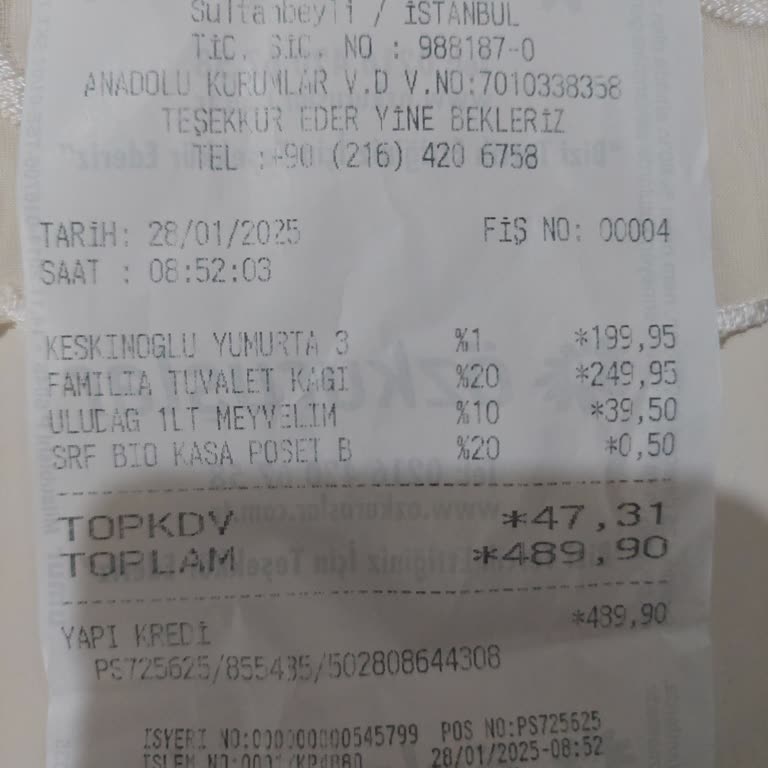 Sultanbeyli / İSTANBUL
TİC. SİC. NO : 988187-0
ANADOLU KURUMLAR V.D V.NO:7010338358
TEŞEKKÜR EDER YİNE BEKLERİZ
TEL :+90 (216) 420 6758
TARİH: 28/01/2025 FİŞ NO: 00004
SAAT : 08:52:03
KESKINOGLU YUMURTA 3 %1 *199,95
FAMILIA TUVALET KAGI %20 *249,95
ULUDAG 1LT MEYVELIM %10 *39,50
SRF BIO KASA POSET B %20 *0,50
TOPKDV *47,31
TOPLAM *489,90
YAPI KREDİ *489,90
PS725625/855435/502808644308
ISYERI NO:000000000545799 POS NO:PS725625
ISLEM NO: 28/01/2025-08:52